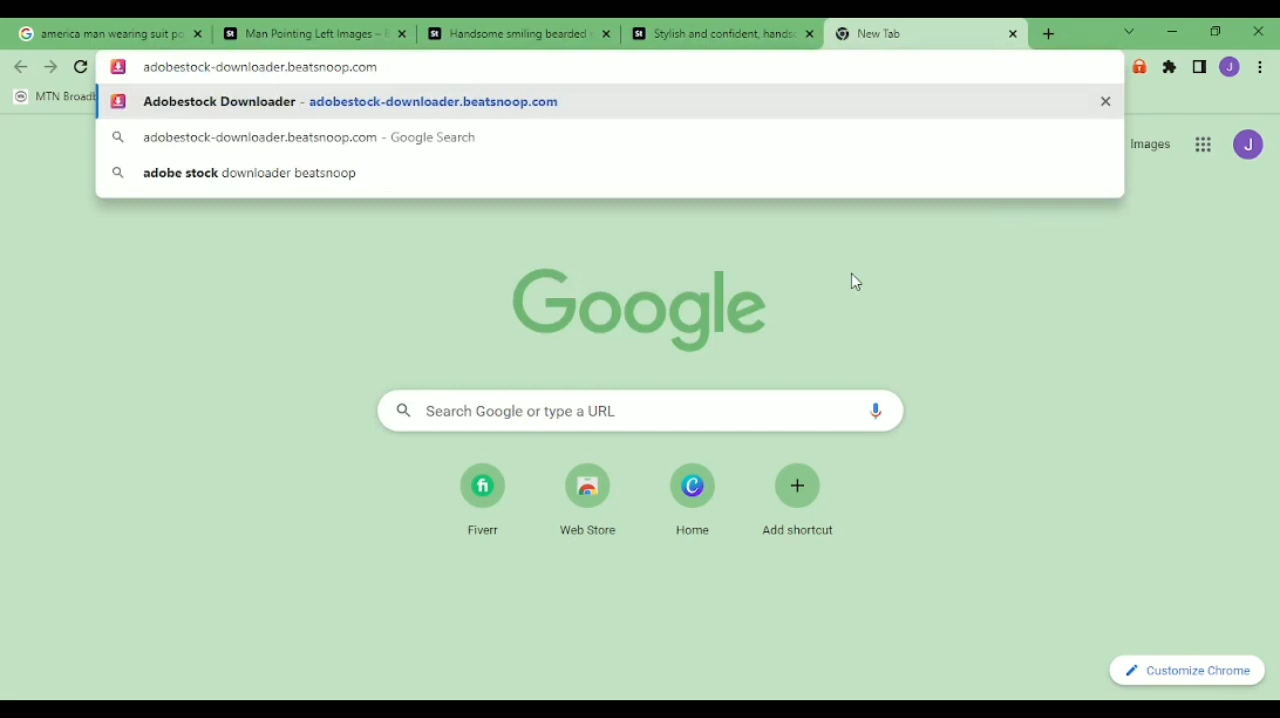 america man wearing suit po
Man Pointing Left Images –
Handsome smiling bearded
Stylish and confident, hands
New Tab
adobestock-downloader.beatsnoop.com
J
MTN Broadb
Adobestock Downloader - adobestock-downloader.beatsnoop.com
adobestock-downloader.beatsnoop.com - Google Search
adobe stock downloader beatsnoop
Images
J
Google
Search Google or type a URL
Fiverr
Web Store
Home
Add shortcut
Customize Chrome